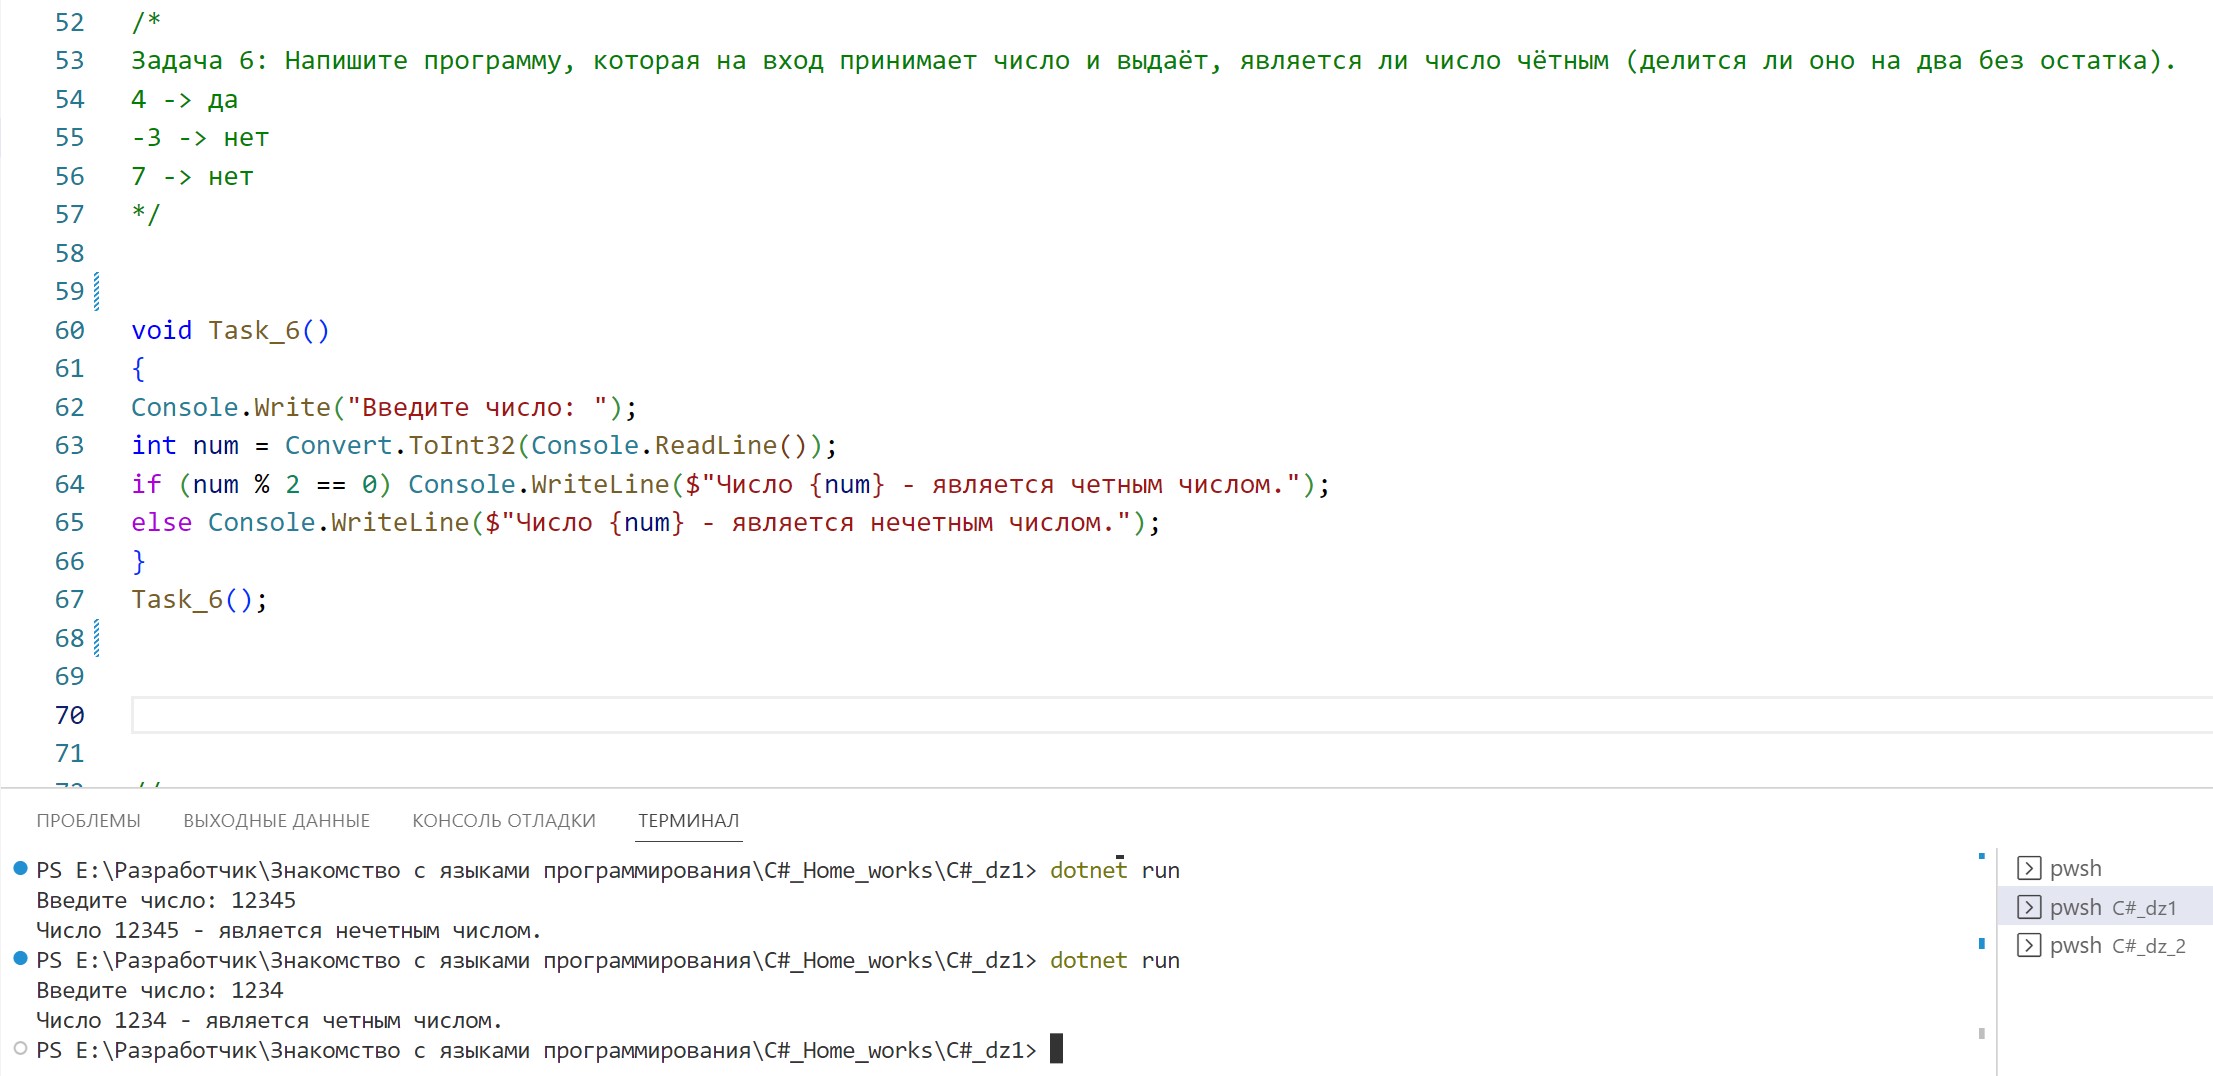 52 /*
53 Задача 6: Напишите программу, которая на вход принимает число и выдаёт, является ли число чётным (делится ли оно на два без остатка).
54 4 -> да
55 -3 -> нет
56 7 -> нет
57 */
58
59
60 void Task_6()
61 {
62 Console.Write("Введите число: ");
63 int num = Convert.ToInt32(Console.ReadLine());
64 if (num % 2 == 0) Console.WriteLine($"Число {num} - является четным числом.");
65 else Console.WriteLine($"Число {num} - является нечетным числом.");
66 }
67 Task_6();
68
69
70
71
ПРОБЛЕМЫ ВЫХОДНЫЕ ДАННЫЕ КОНСОЛЬ ОТЛАДКИ ТЕРМИНАЛ
PS E:\Разработчик\Знакомство с языками программирования\C#_Home_works\C#_dz1> dotnet run
Введите число: 12345
Число 12345 - является нечетным числом.
PS E:\Разработчик\Знакомство с языками программирования\C#_Home_works\C#_dz1> dotnet run
Введите число: 1234
Число 1234 - является четным числом.
PS E:\Разработчик\Знакомство с языками программирования\C#_Home_works\C#_dz1>
pwsh
pwsh C#_dz1
pwsh C#_dz_2